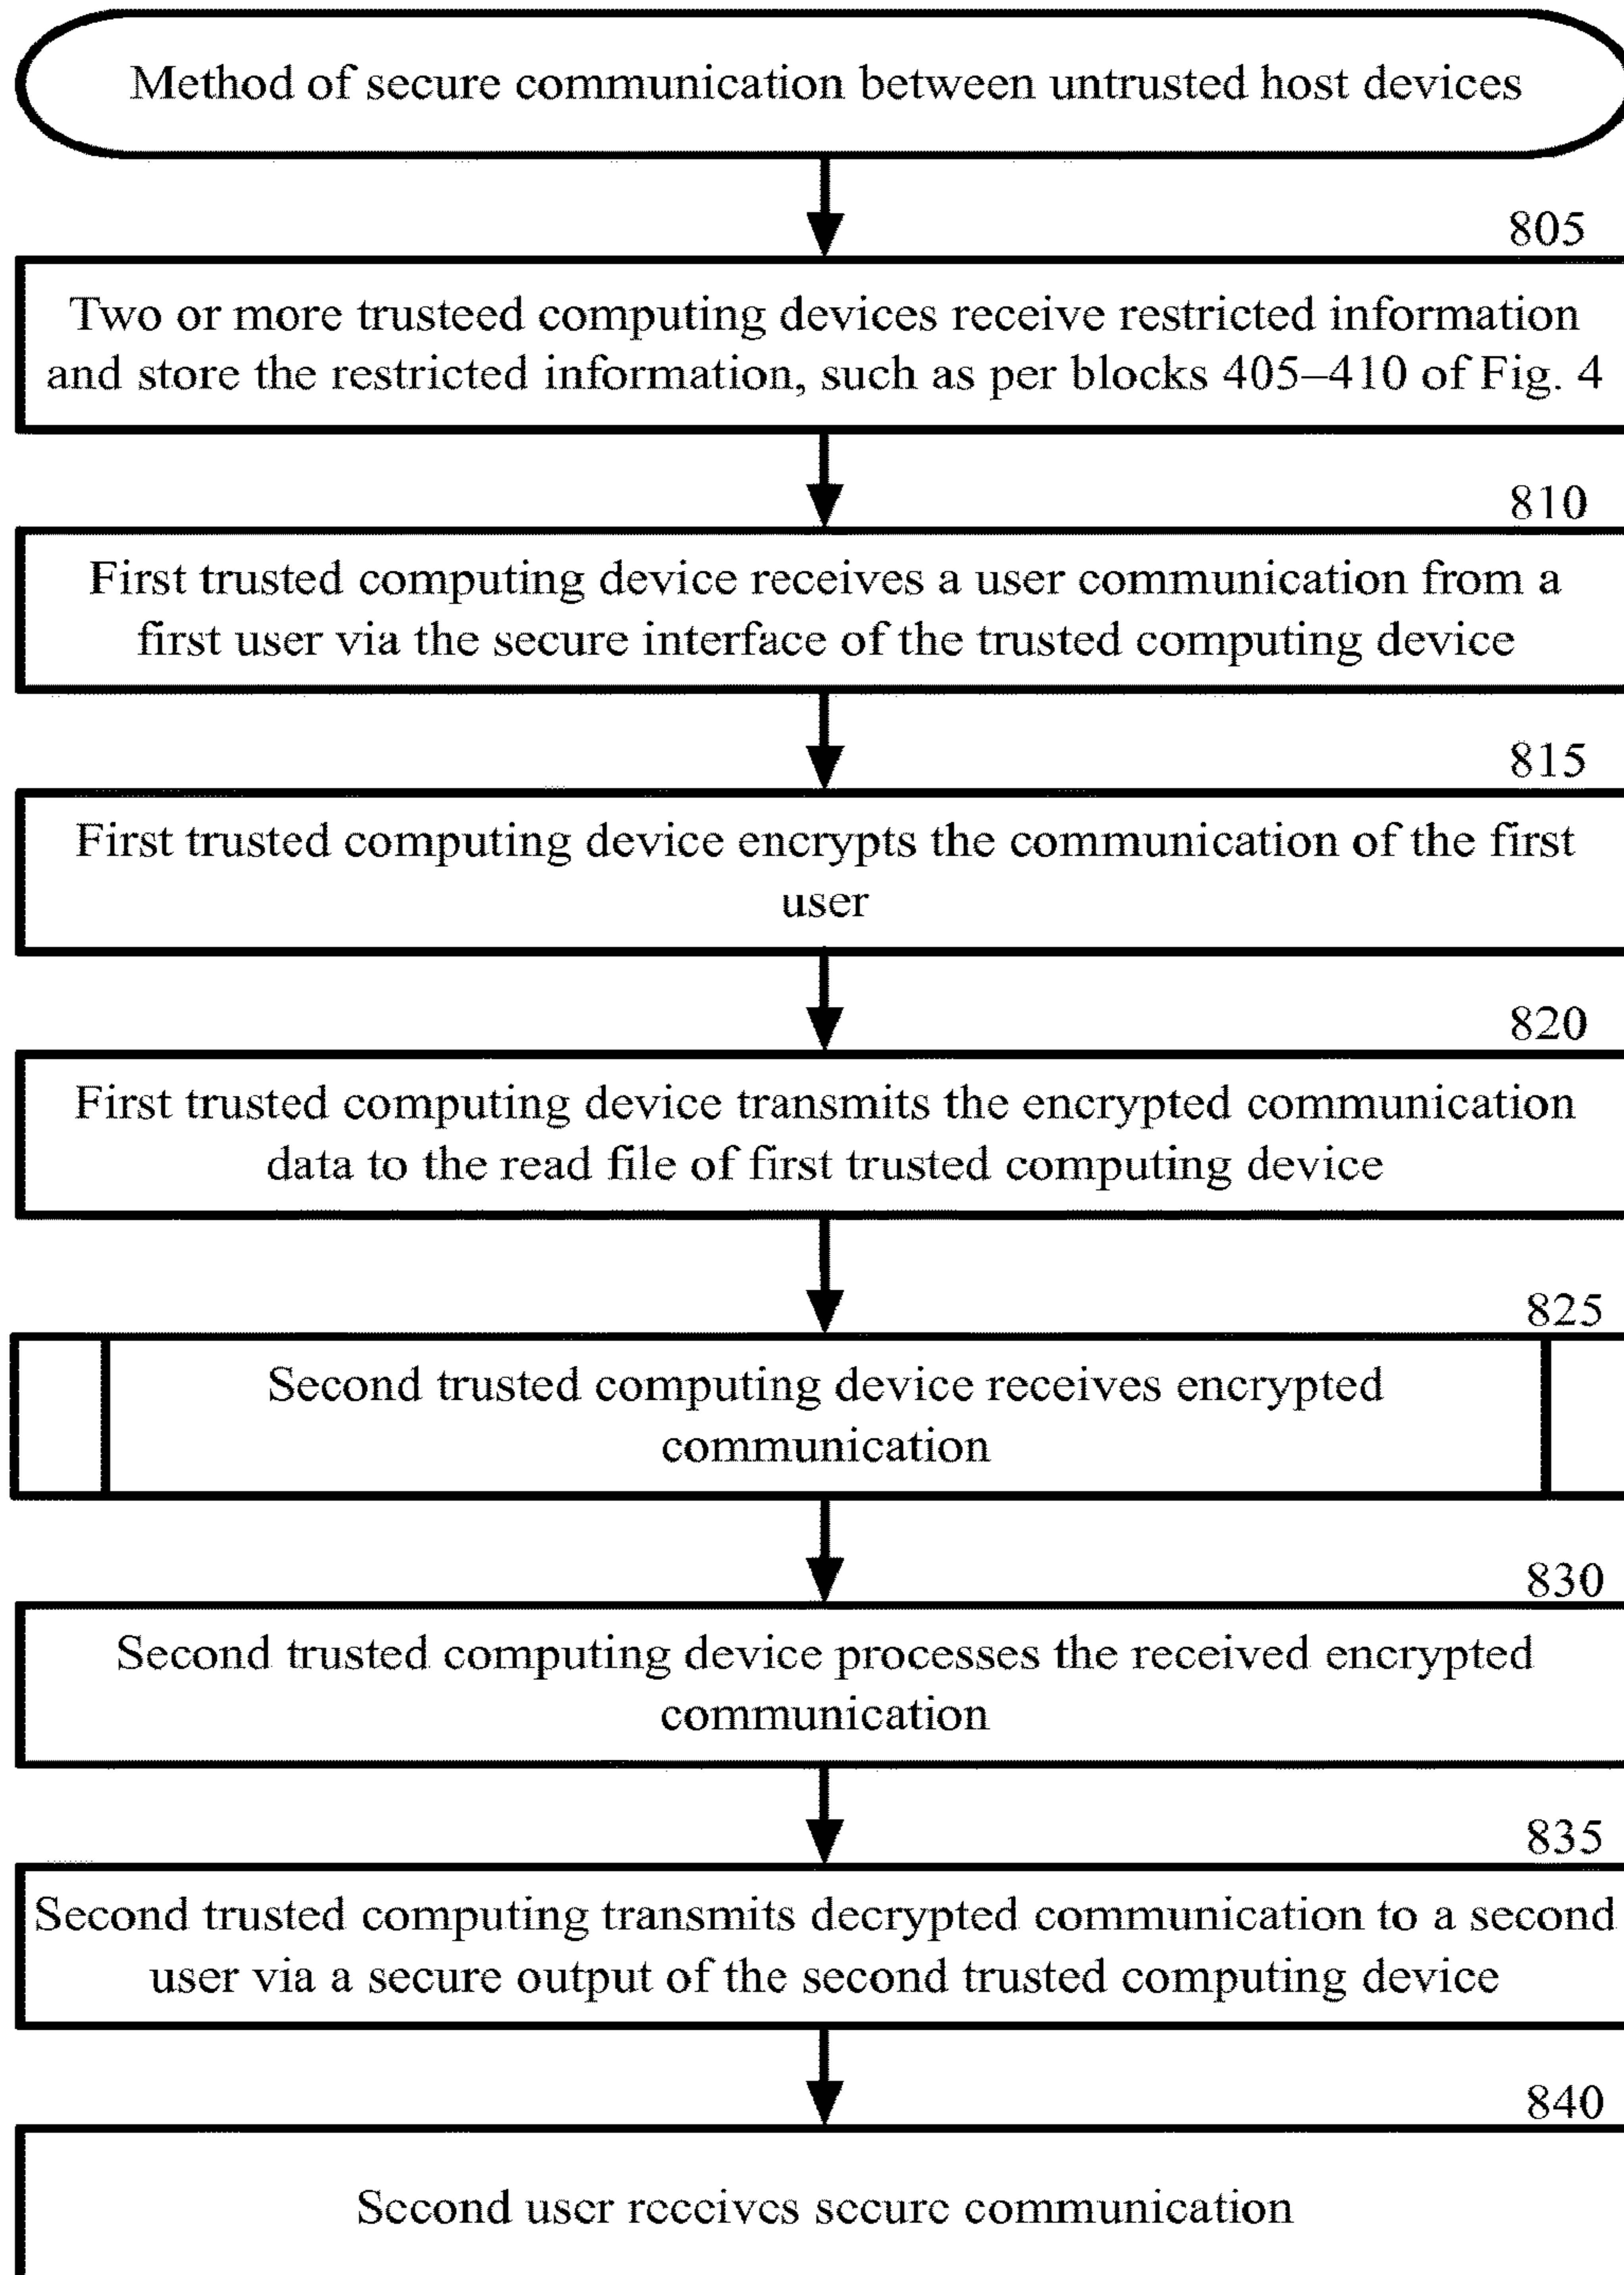 Method of secure communication between untrusted host devices
805
Two or more trusteed computing devices receive restricted information
and store the restricted information, such as per blocks 405–410 of Fig. 4
810
First trusted computing device receives a user communication from a
first user via the secure interface of the trusted computing device
815
First trusted computing device encrypts the communication of the first
user
820
First trusted computing device transmits the encrypted communication
data to the read file of first trusted computing device
825
Second trusted computing device receives encrypted
communication
830
Second trusted computing device processes the received encrypted
communication
835
Second trusted computing transmits decrypted communication to a second
user via a secure output of the second trusted computing device
840
Second user receives secure communication